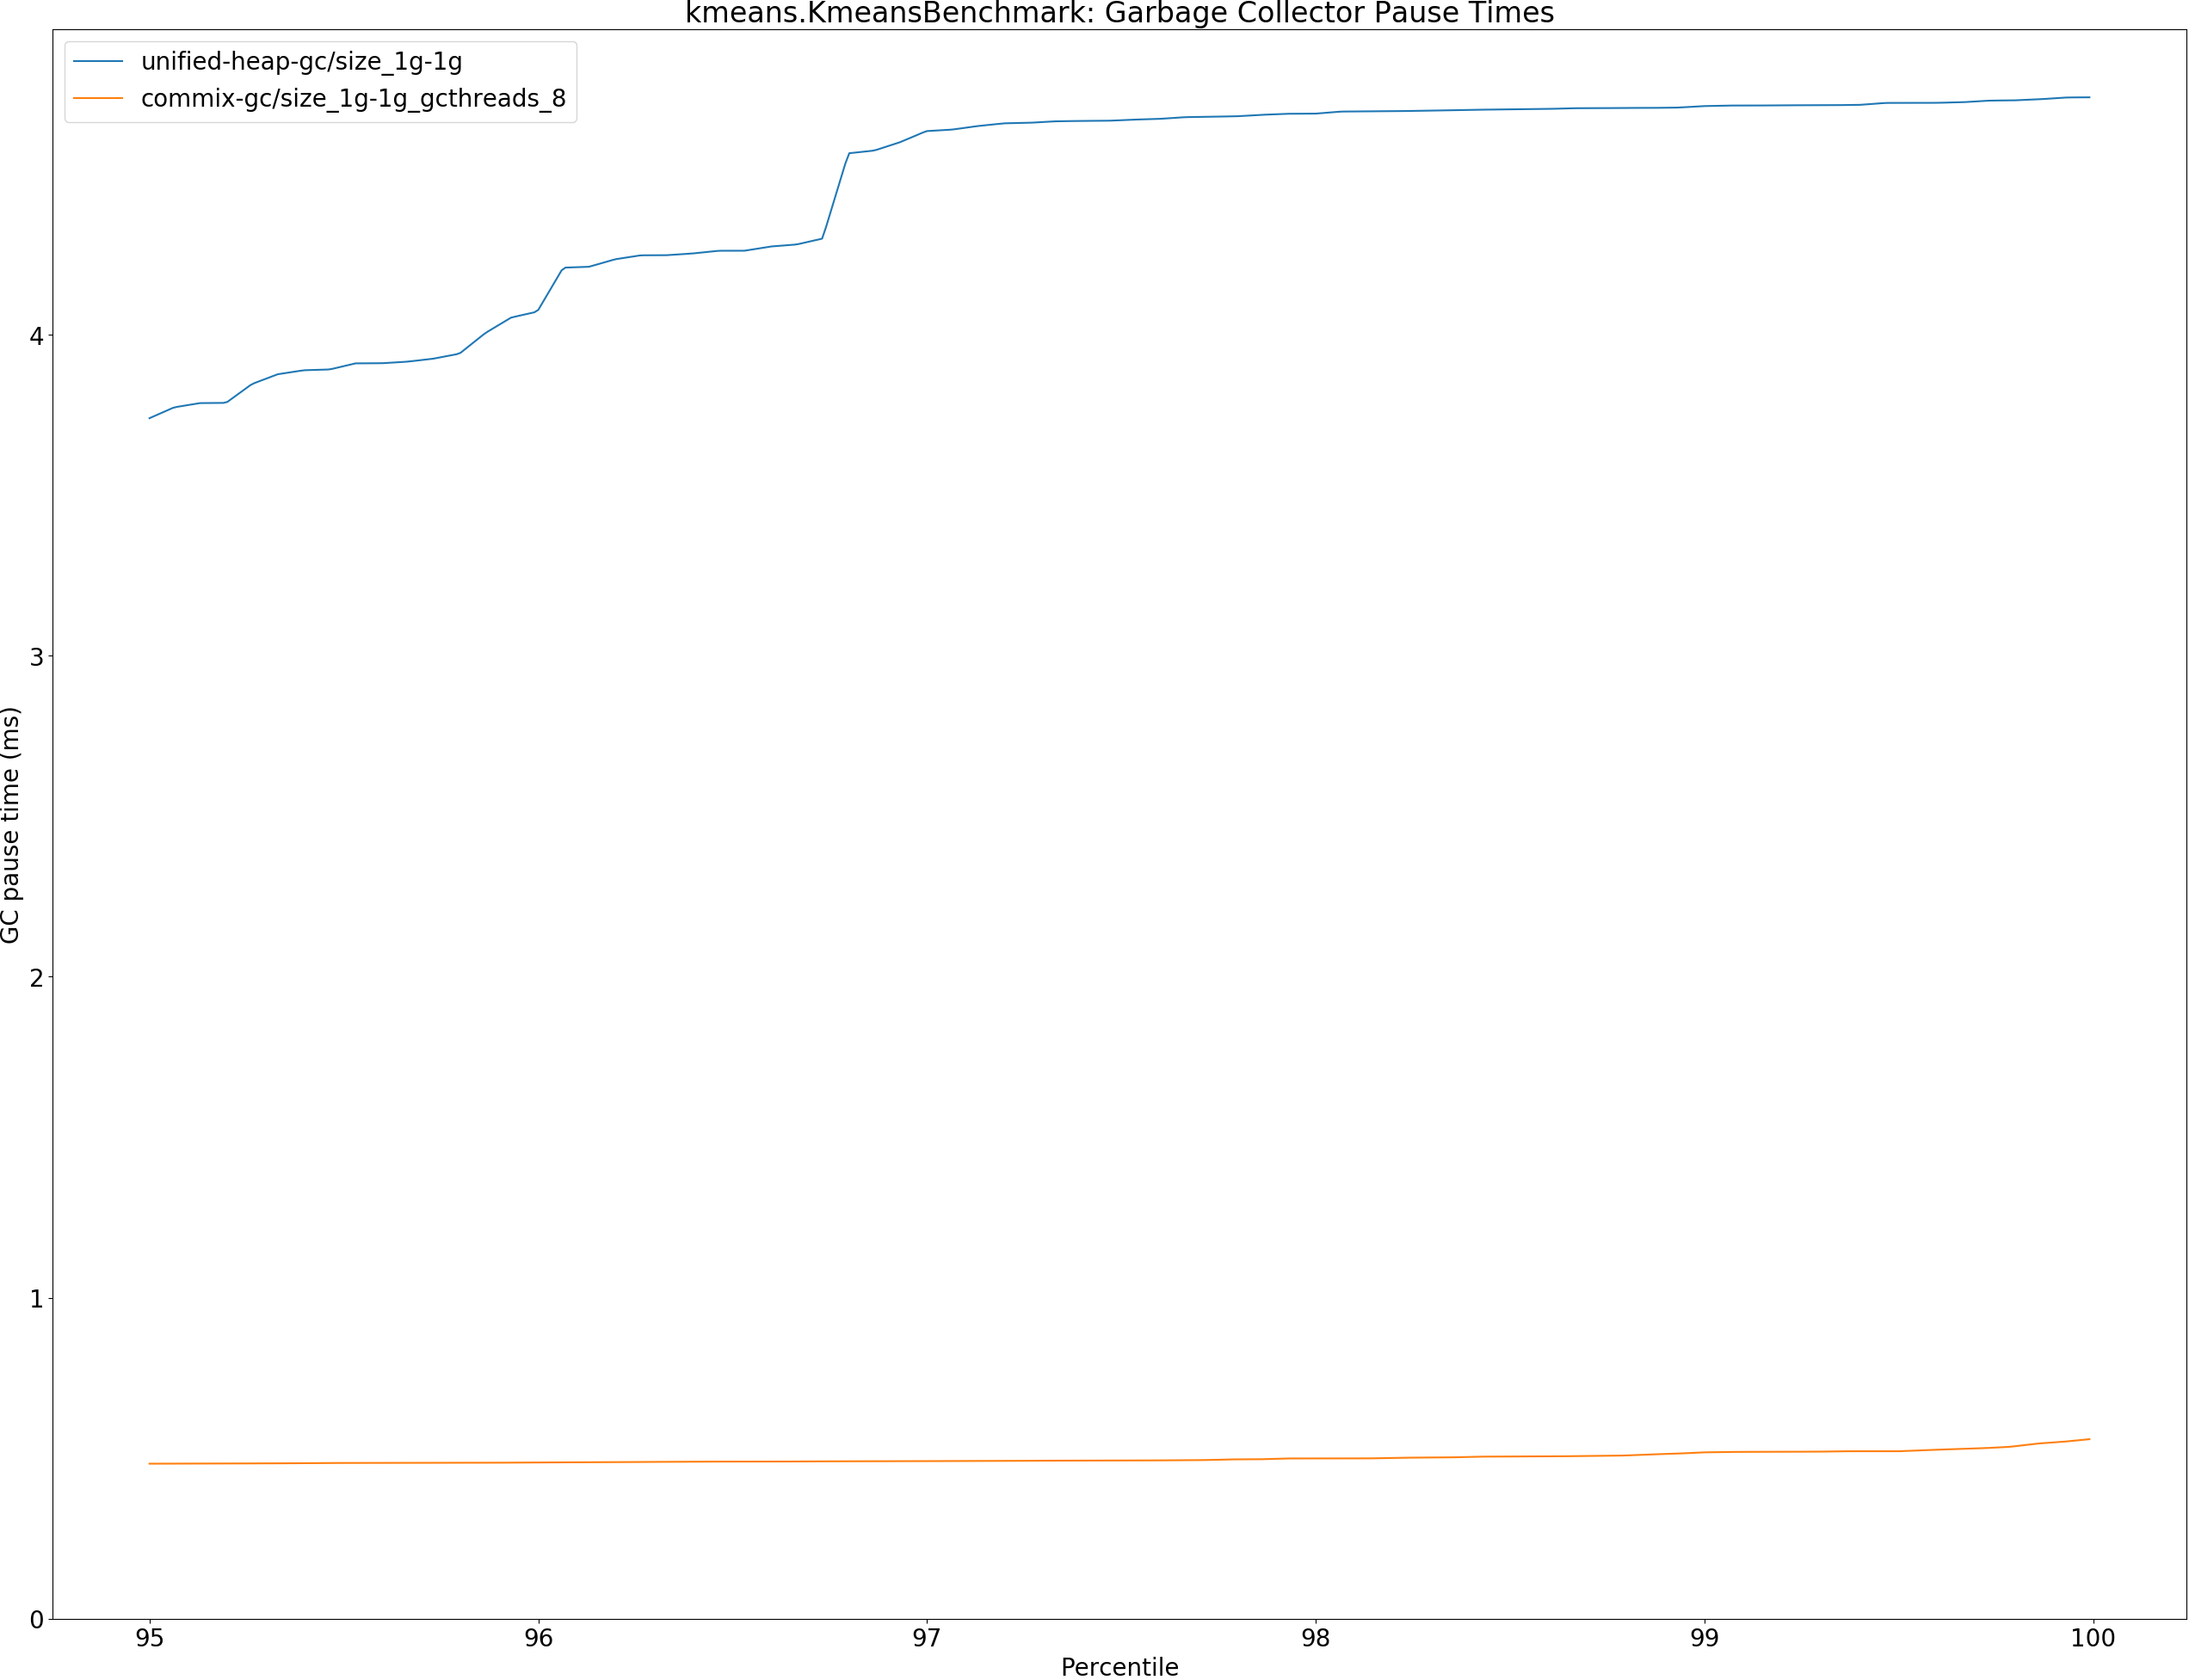 kmeans.KmeansBenchmark: Garbage Collector Pause Times
unified-heap-gc/size_1g-1g
commix-gc/size_1g-1g_gcthreads_8
GC pause time (ms)
4
3
2
1
0
95 96 97 98 99 100
Percentile